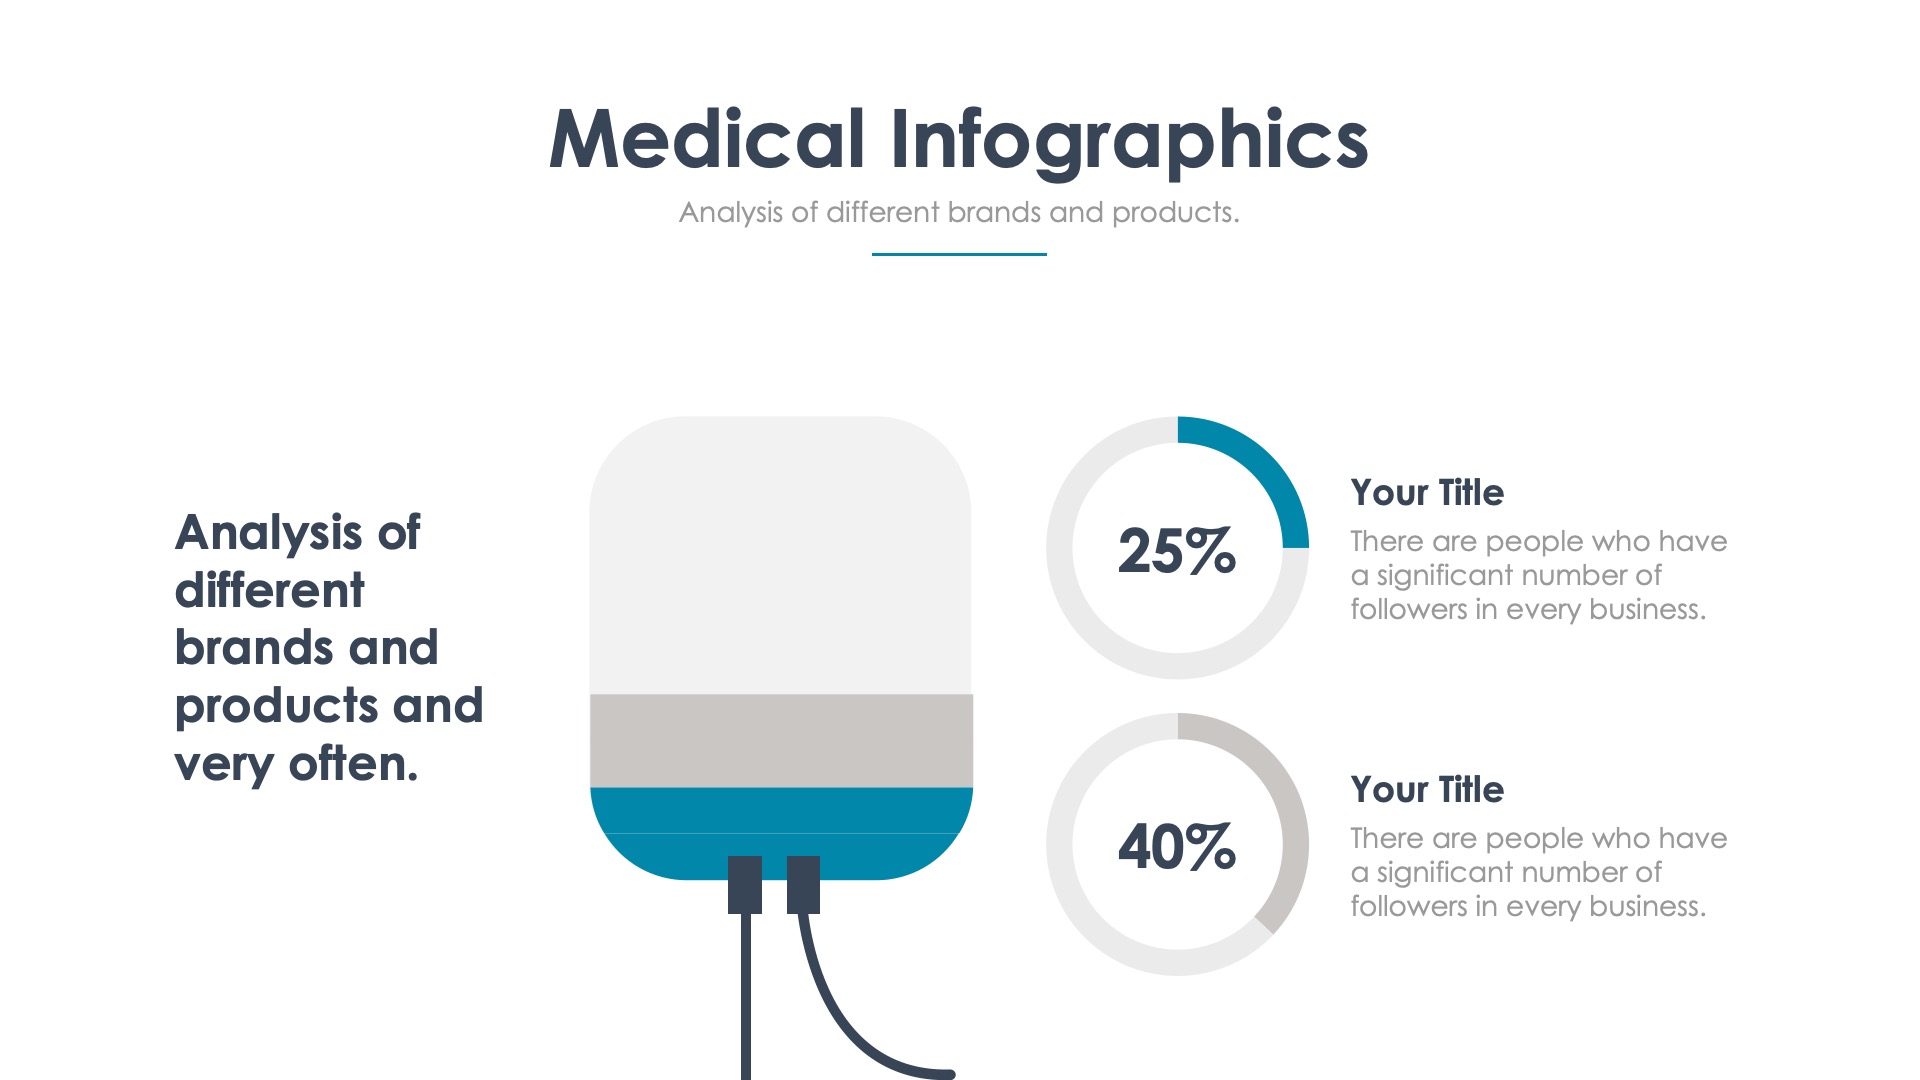 Medical Infographics
Analysis of different brands and products.
Analysis of
different
brands and
products and
very often.
25%
Your Title
There are people who have
a significant number of
followers in every business.
40%
Your Title
There are people who have
a significant number of
followers in every business.